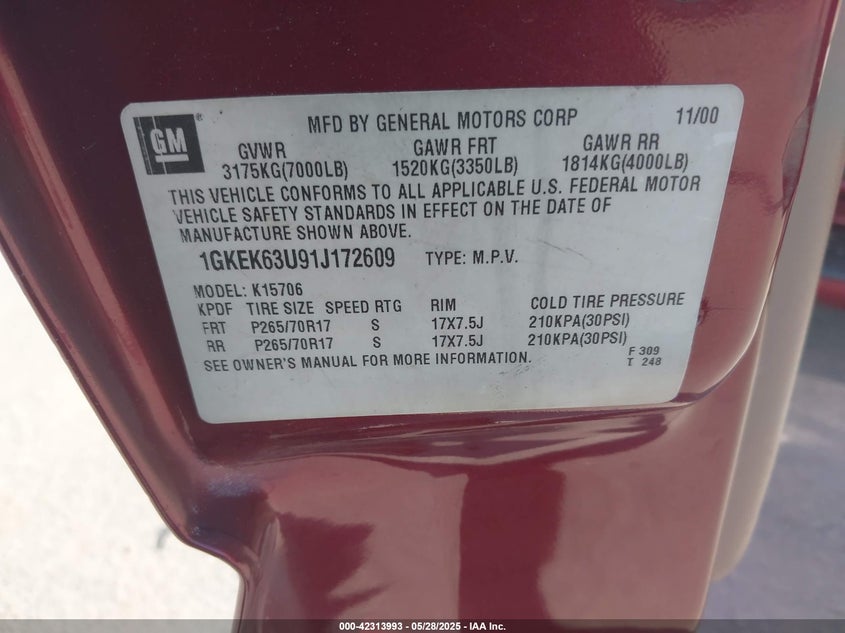 GM ®
MFD BY GENERAL MOTORS CORP 11/00
GVWR GAWR FRT GAWR RR
3175KG(7000LB) 1520KG(3350LB) 1814KG(4000LB)
THIS VEHICLE CONFORMS TO ALL APPLICABLE U.S. FEDERAL MOTOR
VEHICLE SAFETY STANDARDS IN EFFECT ON THE DATE OF
MANUFACTURE SHOWN ABOVE.
1GKEK63U91J172609 TYPE: M.P.V.
MODEL: K15706
KPDF TIRE SIZE SPEED RTG RIM COLD TIRE PRESSURE
FRT P265/70R17 S 17X7.5J 210KPA(30PSI)
RR P265/70R17 S 17X7.5J 210KPA(30PSI)
SEE OWNER'S MANUAL FOR MORE INFORMATION.
F 309
T 248
000-42313993 - 05/28/2025 - IAA Inc.